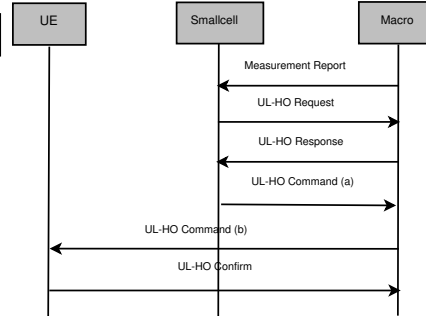 UE
Smallcell
Macro
Measurement Report
UL-HO Request
UL-HO Response
UL-HO Command (a)
UL-HO Command (b)
UL-HO Confirm